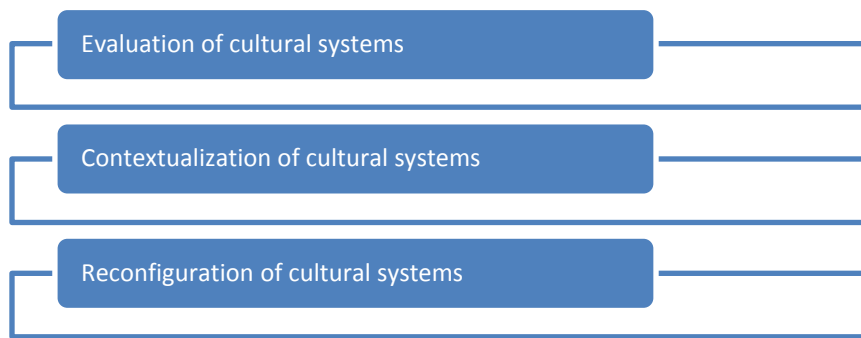 Evaluation of cultural systems
Contextualization of cultural systems
Reconfiguration of cultural systems